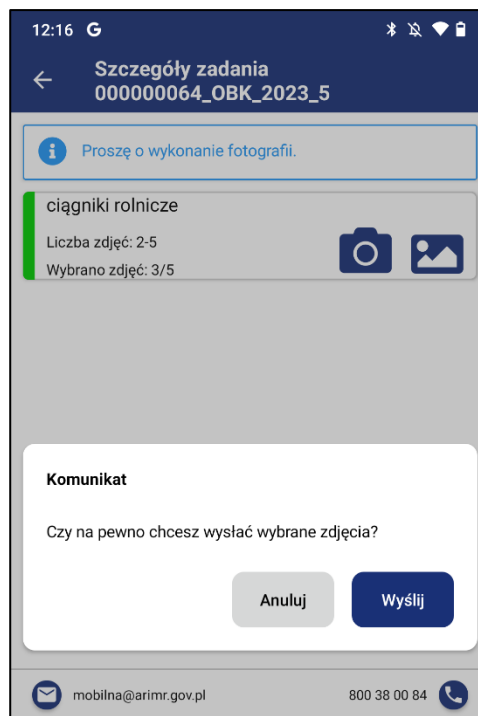 12:16 G
Szczegóły zadania
000000064_OBK_2023_5
Proszę o wykonanie fotografii.
ciągniki rolnicze
Liczba zdjęć: 2-5
Wybrano zdjęć: 3/5
Komunikat
Czy na pewno chcesz wysłać wybrane zdjęcia?
Anuluj Wyślij
mobilna@arimr.gov.pl 800 38 00 84